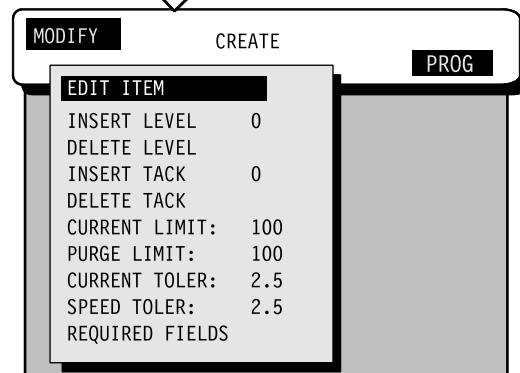 MODIFY
CREATE
PROG
EDIT ITEM
INSERT LEVEL 0
DELETE LEVEL
INSERT TACK 0
DELETE TACK
CURRENT LIMIT: 100
PURGE LIMIT: 100
CURRENT TOLER: 2.5
SPEED TOLER: 2.5
REQUIRED FIELDS